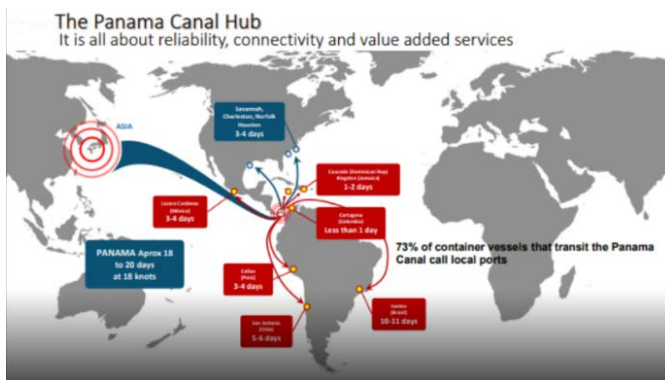 The Panama Canal Hub
It is all about reliability, connectivity and value added services
Savannah,
Charleston, Norfolk
Houston
3-4 days
ASIA
Caucedo (Dominican Rep)
Kingston (Jamaica)
1-2 days
Lazaro Cardenas
(Mexico)
3-4 days
Cartagena
(Colombia)
Less than 1 day
73% of container vessels that transit the Panama
Canal call local ports
PANAMA Aprox 18
to 20 days
at 18 knots
Callao
(Perú)
3-4 days
Santos
(Brazil)
10-11 days
San Antonio
(Chile)
5-6 days